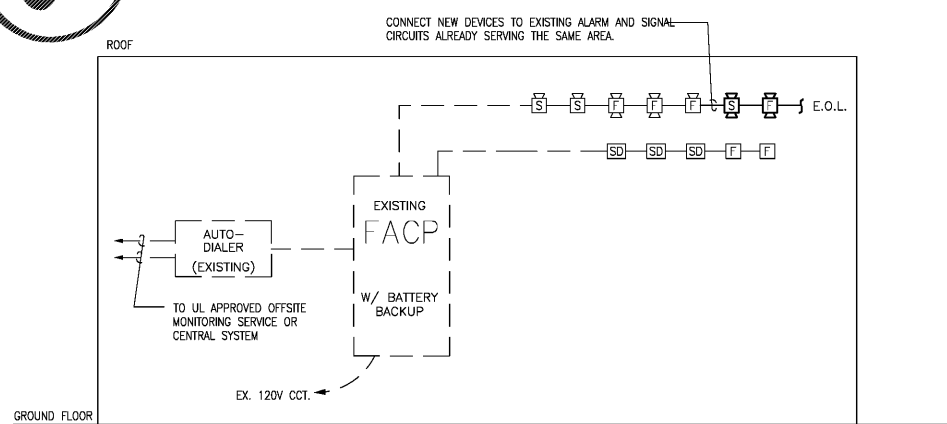 CONNECT NEW DEVICES TO EXISTING ALARM AND SIGNAL
CIRCUITS ALREADY SERVING THE SAME AREA.
ROOF
S S F F F S F E.O.L.
SD SD SD F F
EXISTING
FACP
W/ BATTERY
BACKUP
AUTO-
DIALER
(EXISTING)
TO UL APPROVED OFFSITE
MONITORING SERVICE OR
CENTRAL SYSTEM
EX. 120V CCT.
GROUND FLOOR